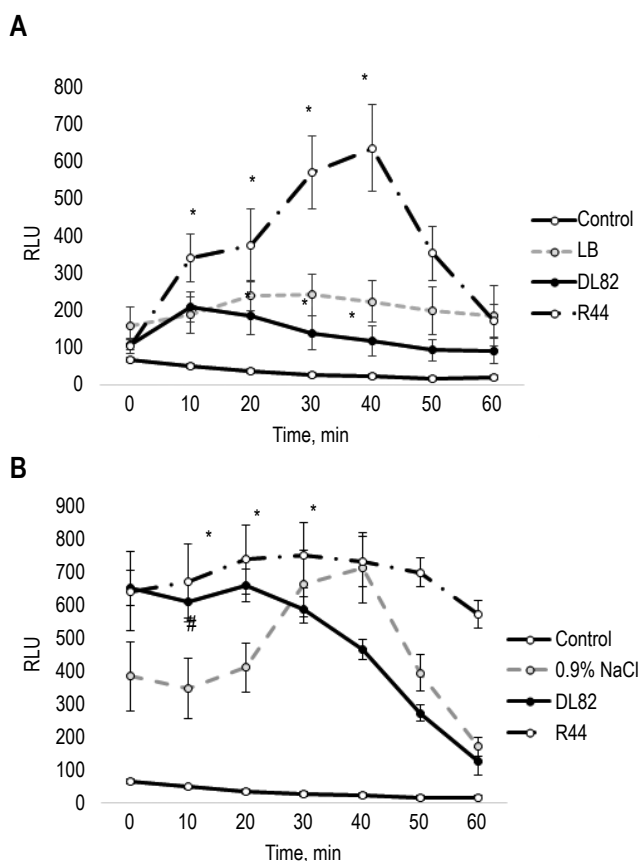 A
800
700
600
500
400
300
200
100
0
RLU
* * * * * * *
0 10 20 30 40 50 60
Time, min
Control
LB
DL82
R44
B
900
800
700
600
500
400
300
200
100
0
RLU
* * *
#
0 10 20 30 40 50 60
Time, min
Control
0.9% NaCl
DL82
R44